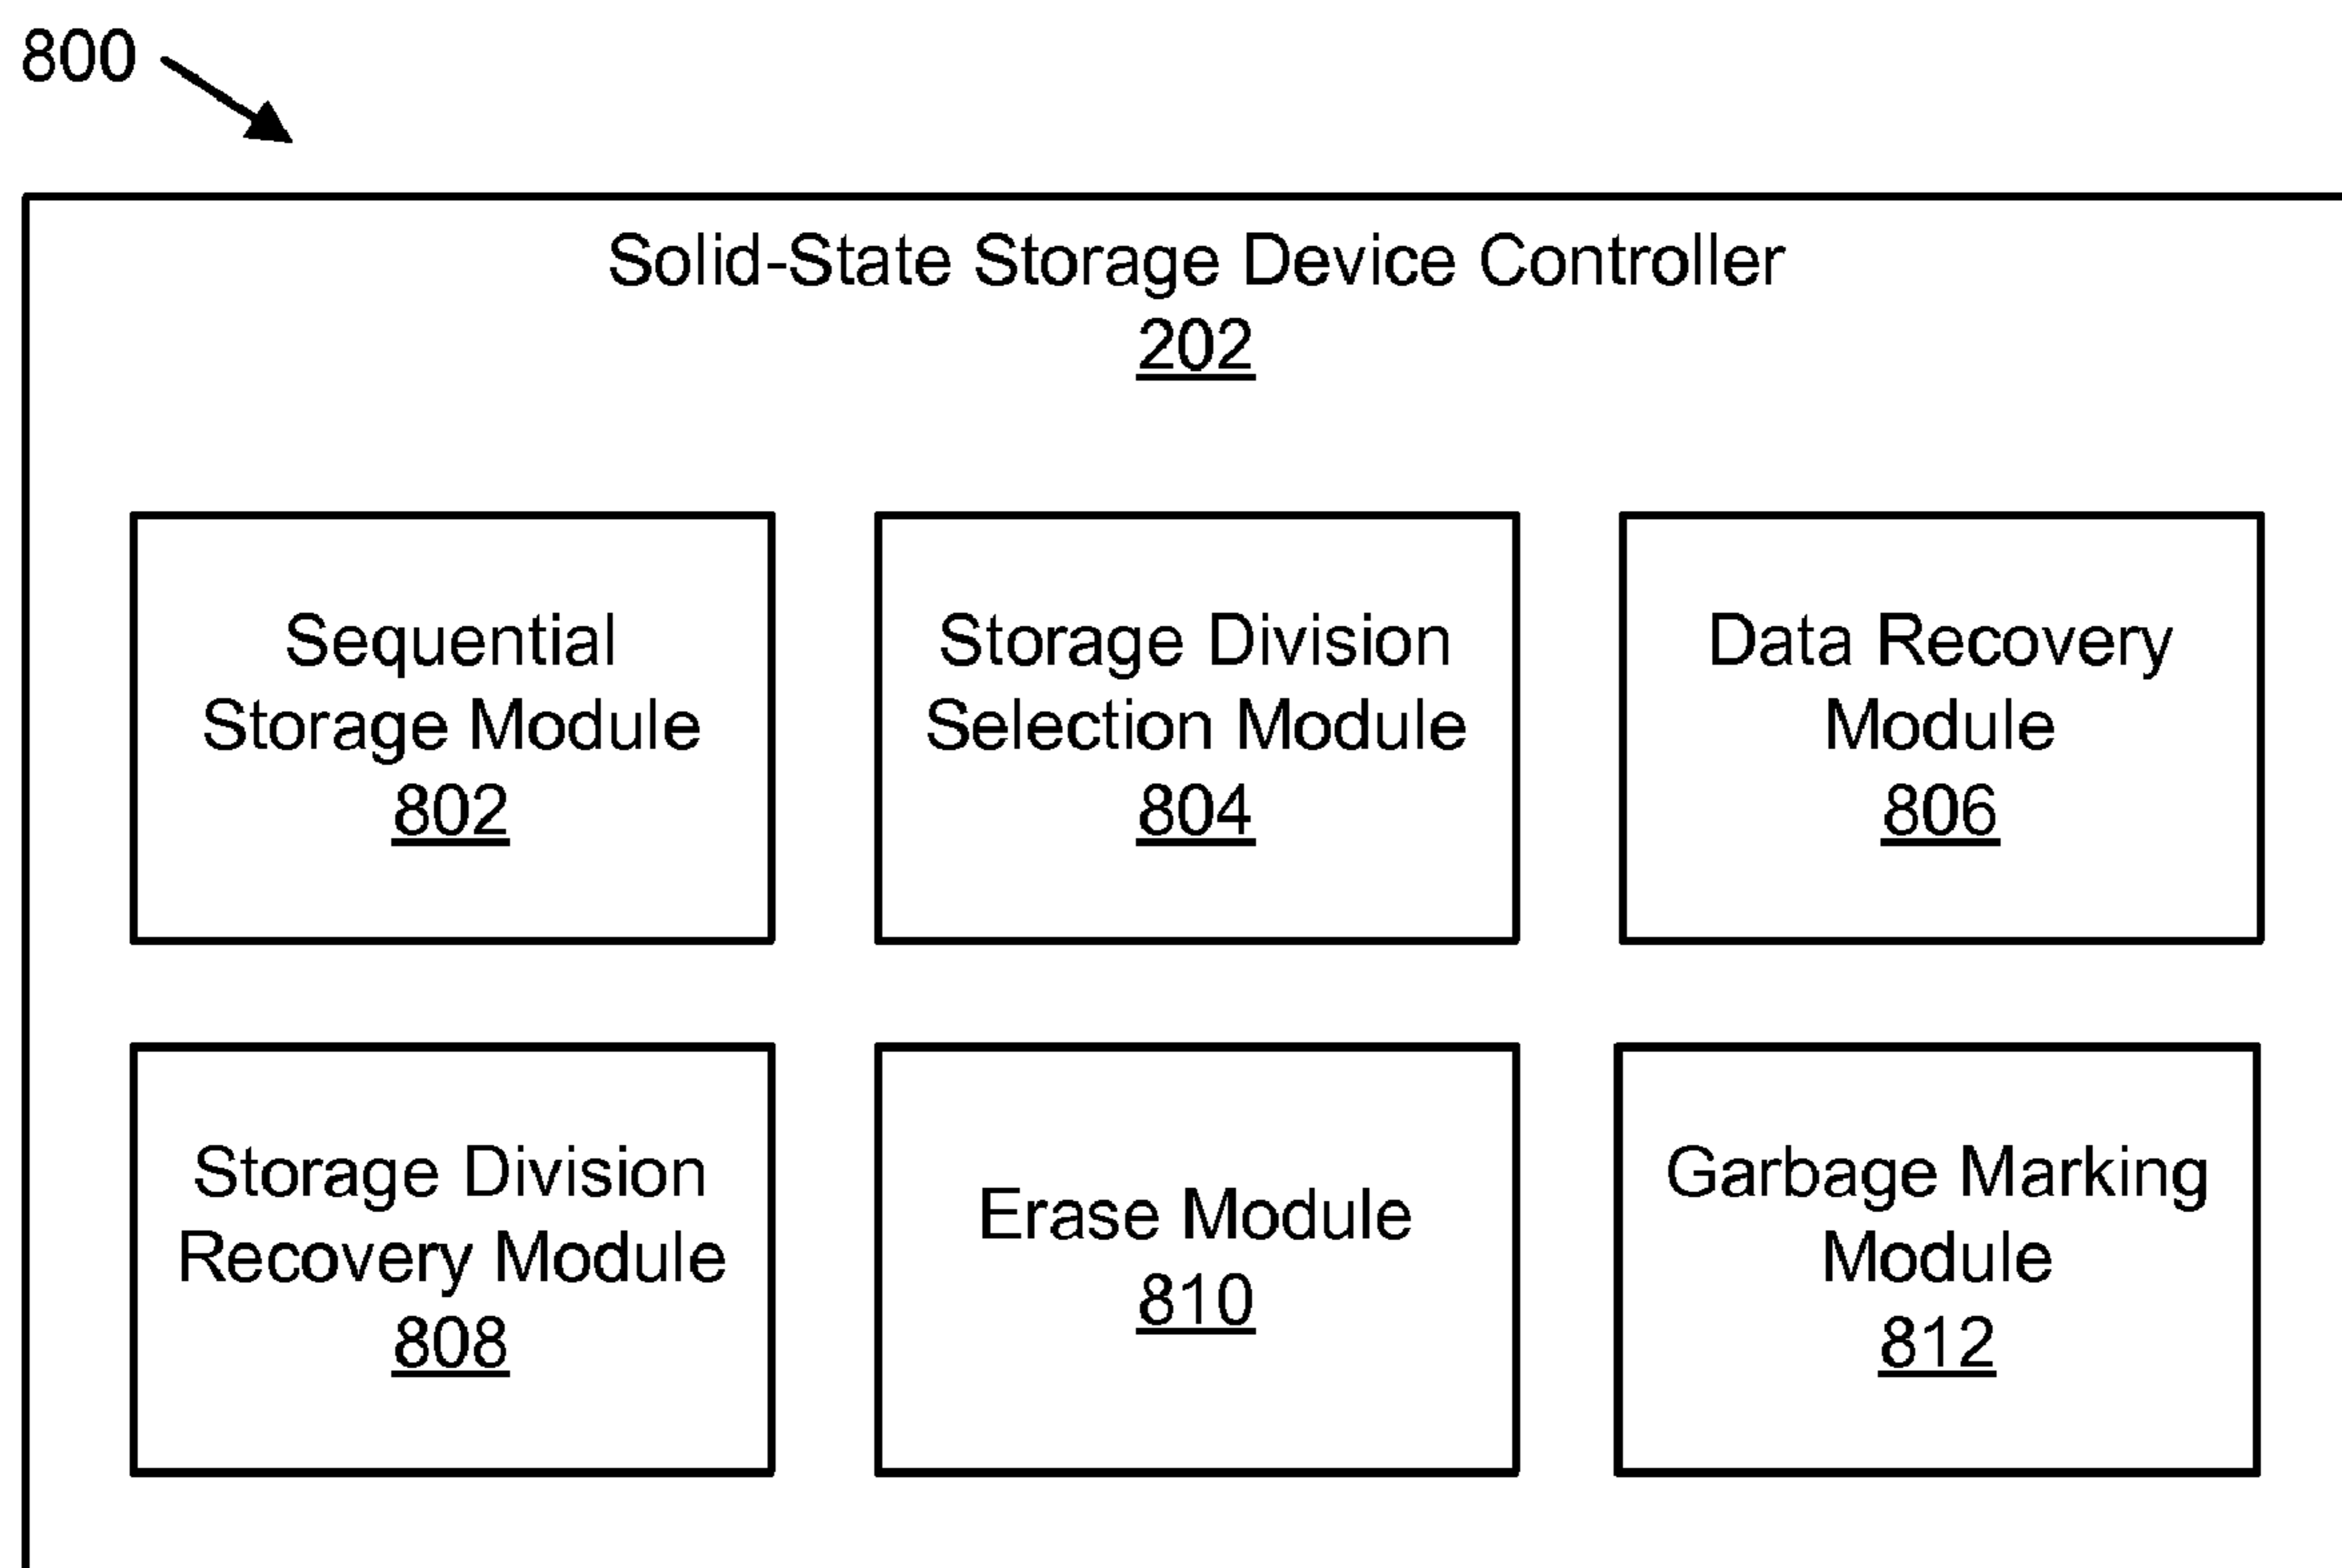 800
Solid-State Storage Device Controller
202
Sequential
Storage Module
802
Storage Division
Selection Module
804
Data Recovery
Module
806
Storage Division
Recovery Module
808
Erase Module
810
Garbage Marking
Module
812